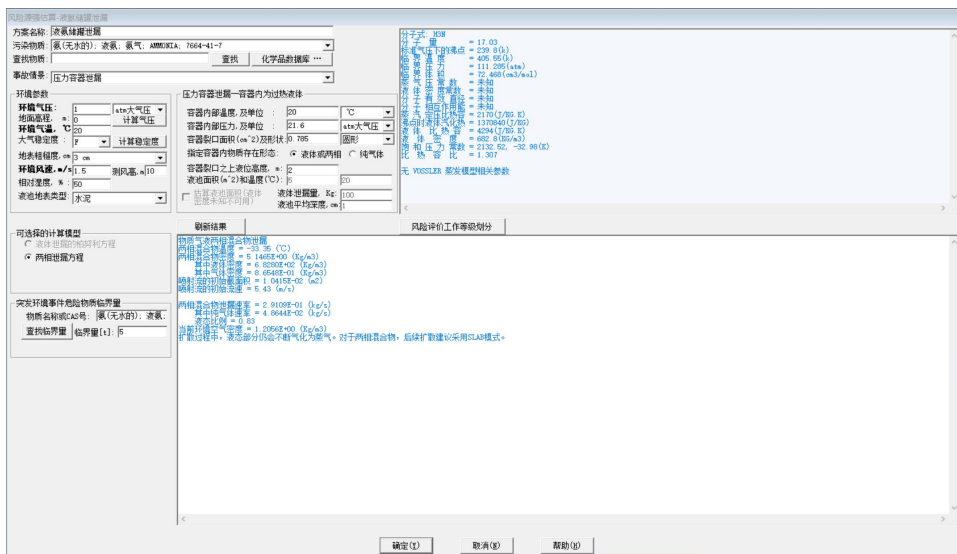 风险源强估算-液氨储罐泄漏
方案名称: 液氨储罐泄漏
污染物质: 氨(无水的); 液氨; 氨气; AMMONIA; 7664-41-7
查找物质:
查找
化学品数据库 …
事故情景: 压力容器泄漏
环境参数
环境气压: 1 atm大气压
地面高程, m: 0 计算气压
环境气温, ℃ 20
大气稳定度 : F 计算稳定度
地表粗糙度, cm 3 cm
环境风速, m/s 1.5 测风高, m 10
相对湿度, % : 50
液池地表类型: 水泥
压力容器泄漏—容器内为过热液体
容器内部温度, 及单位 : 20 ℃
容器内部压力, 及单位 : 21.6 atm大气压
容器裂口面积(cm^2)及形状: 0.785 圆形
指定容器内物质存在形态: 液体或两相 纯气体
容器裂口之上液位高度, m: 2
液池面积(m^2)和温度(℃): 5 20
估算液池面积(液体密度未知不可用)
液体泄漏量, Kg: 100
液池平均深度, cm: 1
分子式: H3N
分 子 量 = 17.03
标准气压下的沸点 = 239.8(k)
临 界 温 度 = 405.55(k)
临 界 压 力 = 111.285(atm)
临 界 体 积 = 72.468(cm3/mol)
蒸 气 压 常 数 = 未知
液 体 密 度 常 数 = 未知
分 子 有 效 直 径 = 未知
分 子 相 互 作 用 能 = 未知
蒸 汽 定 压 比 热 容 = 2170(J/KG.K)
沸点时液体汽化热 = 1370840(J/KG)
液 体 比 热 容 = 4294(J/KG.K)
液 体 密 度 = 682.8(KG/m3)
饱 和 压 力 常 数 = 2132.52, -32.98(K)
比 热 容 比 = 1.307
无 VOSSLER 蒸发模型相关参数
刷新结果
风险评价工作等级划分
可选择的计算模型
液体泄漏的柏努利方程
两相泄漏方程
突发环境事件危险物质临界量
物质名称或CAS号: 氨(无水的); 液氨;
查找临界量 临界量[t]: 5
物质气液两相混合物泄漏
两相混合物温度 = -33.35 (℃)
两相混合物密度 = 5.1465E+00 (Kg/m3)
其中液体密度 = 6.8280E+02 (Kg/m3)
其中气体密度 = 8.6548E-01 (Kg/m3)
喷射流的初始截面积 = 1.0415E-02 (m2)
喷射流的初始流速 = 5.43 (m/s)
两相混合物泄漏速率 = 2.9109E-01 (kg/s)
其中纯气体速率 = 4.8644E-02 (kg/s)
液态比例 = 0.83
当前环境空气密度 = 1.2056E+00 (Kg/m3)
扩散过程中，液态部分仍会不断气化为蒸气。对于两相混合物，后续扩散建议采用SLAB模式。
确定(Y)
取消(N)
帮助(H)